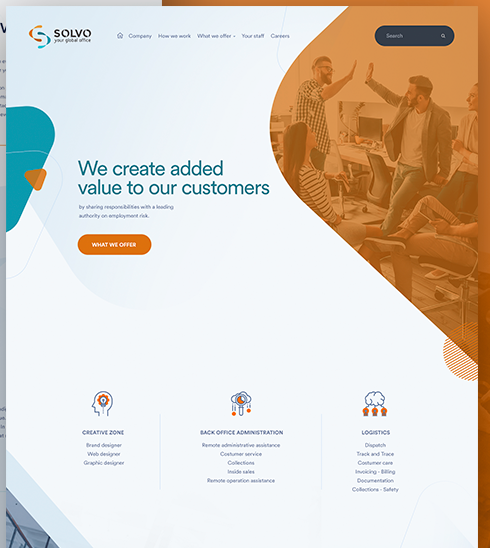 SOLVO
your global office
Company How we work What we offer Your staff Careers
Search
We create added
value to our customers
by sharing responsibilities with a leading
authority on employment risk.
WHAT WE OFFER
CREATIVE ZONE
Brand designer
Web designer
Graphic designer
BACK OFFICE ADMINISTRATION
Remote administrative assistance
Costumer service
Collections
Inside sales
Remote operation assistance
LOGISTICS
Dispatch
Track and Trace
Costumer care
Invoicing - Billing
Documentation
Collections - Safety